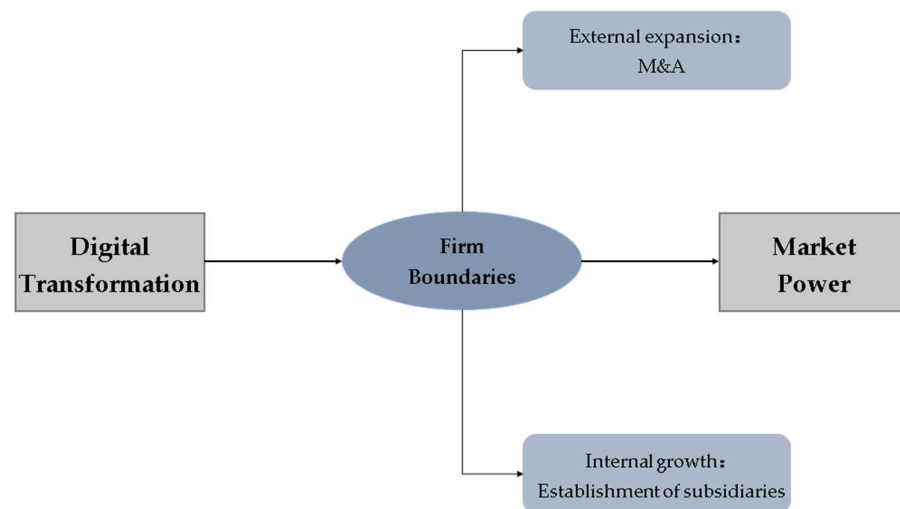 External expansion：
M&A
Digital
Transformation
Firm
Boundaries
Market
Power
Internal growth：
Establishment of subsidiaries